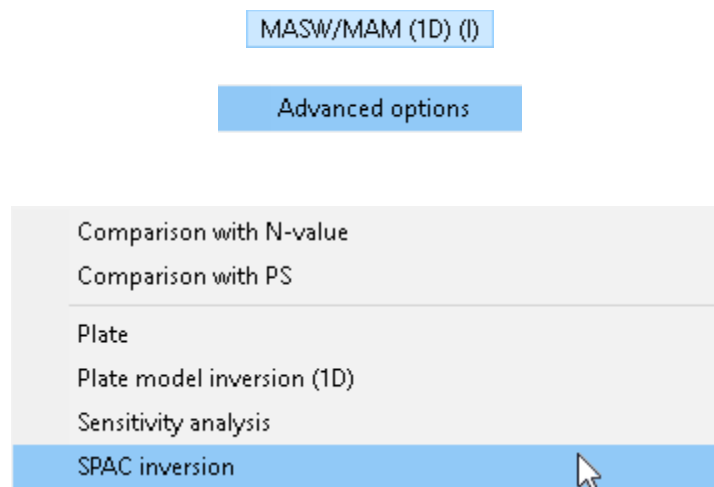 MASW/MAM (1D) (I)
Advanced options
Comparison with N-value
Comparison with PS
Plate
Plate model inversion (1D)
Sensitivity analysis
SPAC inversion